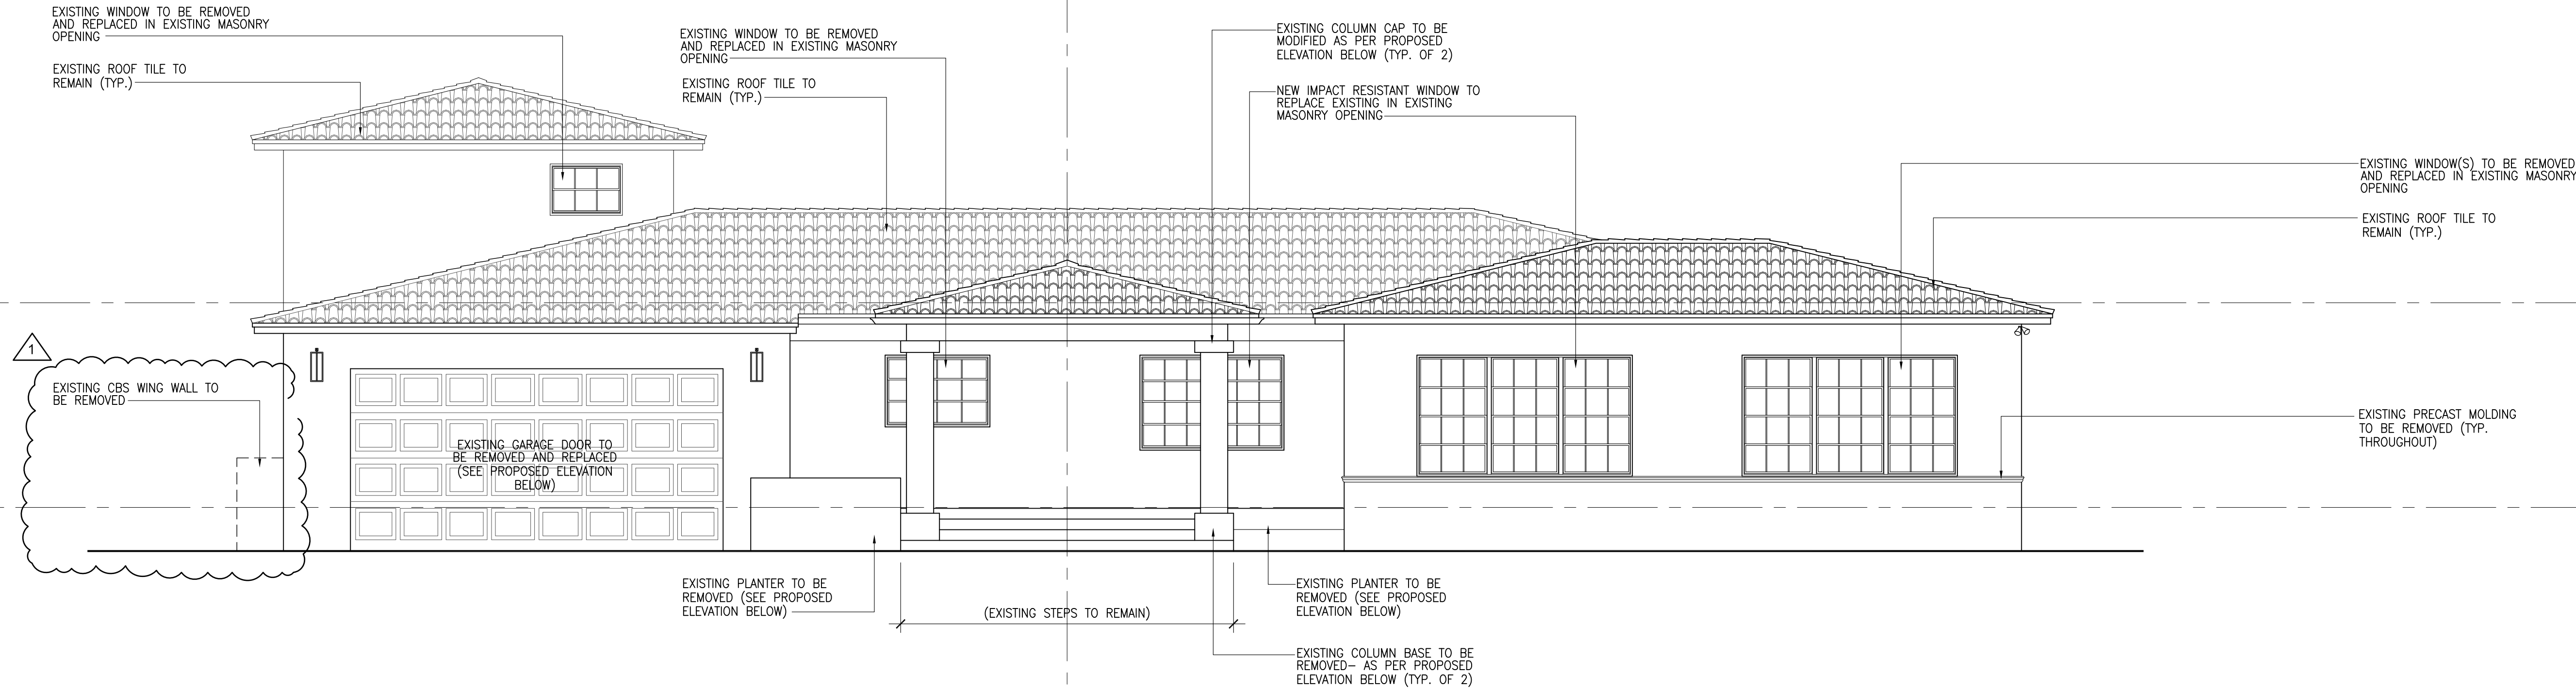 EXISTING WINDOW TO BE REMOVED
AND REPLACED IN EXISTING MASONRY
OPENING
EXISTING ROOF TILE TO
REMAIN (TYP.)
EXISTING WINDOW TO BE REMOVED
AND REPLACED IN EXISTING MASONRY
OPENING
EXISTING ROOF TILE TO
REMAIN (TYP.)
EXISTING COLUMN CAP TO BE
MODIFIED AS PER PROPOSED
ELEVATION BELOW (TYP. OF 2)
NEW IMPACT RESISTANT WINDOW TO
REPLACE EXISTING IN EXISTING
MASONRY OPENING
EXISTING WINDOW(S) TO BE REMOVED
AND REPLACED IN EXISTING MASONRY
OPENING
EXISTING ROOF TILE TO
REMAIN (TYP.)
1
EXISTING CBS WING WALL TO
BE REMOVED
EXISTING GARAGE DOOR TO
BE REMOVED AND REPLACED
(SEE PROPOSED ELEVATION
BELOW)
EXISTING PRECAST MOLDING
TO BE REMOVED (TYP.
THROUGHOUT)
EXISTING PLANTER TO BE
REMOVED (SEE PROPOSED
ELEVATION BELOW)
(EXISTING STEPS TO REMAIN)
EXISTING PLANTER TO BE
REMOVED (SEE PROPOSED
ELEVATION BELOW)
EXISTING COLUMN BASE TO BE
REMOVED– AS PER PROPOSED
ELEVATION BELOW (TYP. OF 2)